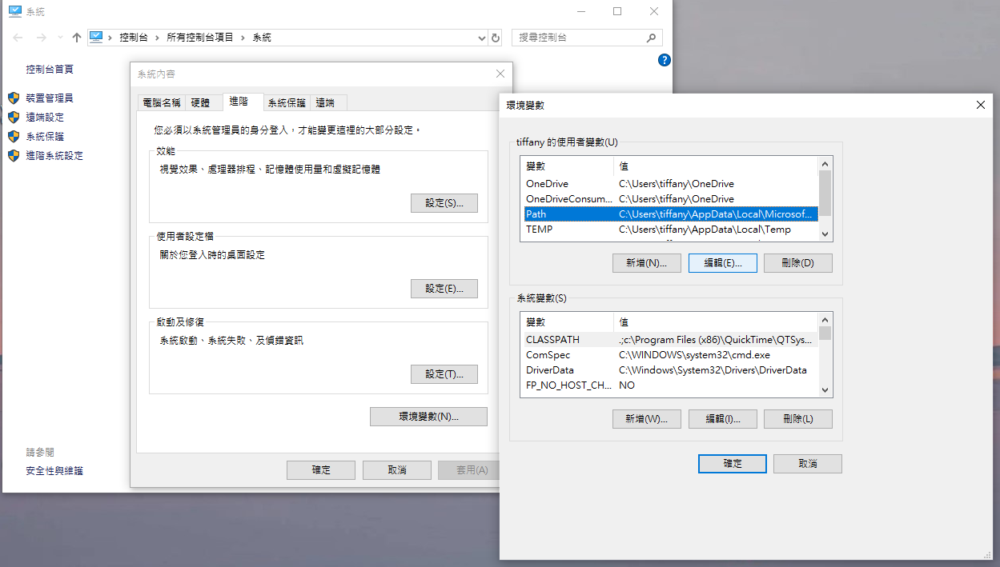 系統
控制台 › 所有控制台項目 › 系統
搜尋控制台
?
控制台首頁
裝置管理員
遠端設定
系統保護
進階系統設定
請參閱
安全性與維護
系統內容
電腦名稱 硬體 進階 系統保護 遠端
您必須以系統管理員的身分登入，才能變更這裡的大部分設定。
效能
視覺效果、處理器排程、記憶體使用量和虛擬記憶體
設定(S)...
使用者設定檔
關於您登入時的桌面設定
設定(E)...
啟動及修復
系統啟動、系統失敗、及偵錯資訊
設定(T)...
環境變數(N)...
確定 取消 套用(A)
環境變數
tiffany 的使用者變數(U)
變數 值
OneDrive C:\Users\tiffany\OneDrive
OneDriveConsum... C:\Users\tiffany\OneDrive
Path C:\Users\tiffany\AppData\Local\Microsof...
TEMP C:\Users\tiffany\AppData\Local\Temp
新增(N)... 編輯(E)... 刪除(D)
系統變數(S)
變數 值
CLASSPATH .;c:\Program Files (x86)\QuickTime\QTSys...
ComSpec C:\WINDOWS\system32\cmd.exe
DriverData C:\Windows\System32\Drivers\DriverData
FP_NO_HOST_CH... NO
新增(W)... 編輯(I)... 刪除(L)
確定 取消